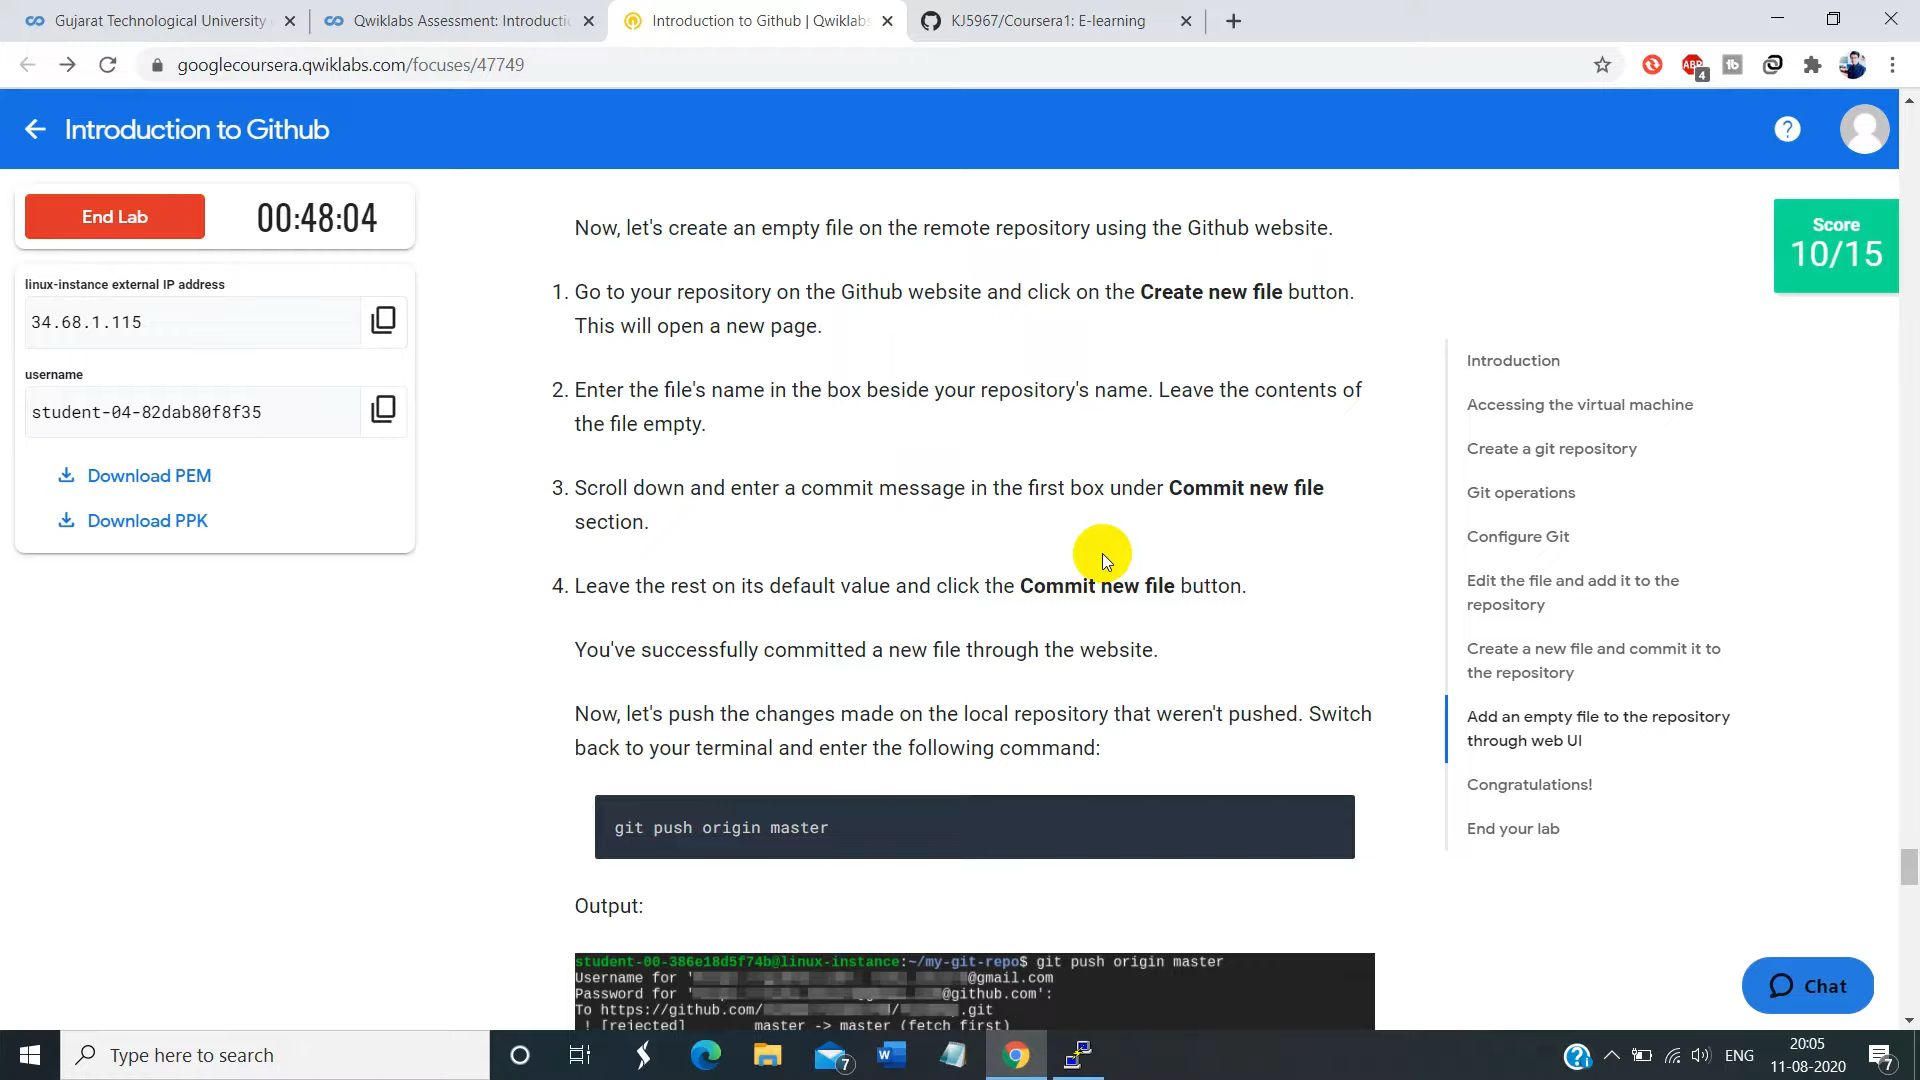 Gujarat Technological University
Qwiklabs Assessment: Introducti
Introduction to Github | Qwiklabs
KJ5967/Coursera1: E-learning
googlecoursera.qwiklabs.com/focuses/47749
ABP
4
tb
Introduction to Github
?
End Lab
00:48:04
linux-instance external IP address
34.68.1.115
username
student-04-82dab80f8f35
Download PEM
Download PPK
Now, let's create an empty file on the remote repository using the Github website.
1. Go to your repository on the Github website and click on the Create new file button.
This will open a new page.
2. Enter the file's name in the box beside your repository's name. Leave the contents of
the file empty.
3. Scroll down and enter a commit message in the first box under Commit new file
section.
4. Leave the rest on its default value and click the Commit new file button.
You've successfully committed a new file through the website.
Now, let's push the changes made on the local repository that weren't pushed. Switch
back to your terminal and enter the following command:
git push origin master
Output:
student-00-386e18d5f74b@linux-instance:~/my-git-repo$ git push origin master
Username for '@gmail.com
Password for '@github.com':
To https://github.com/ / .git
! [rejected] master -> master (fetch first)
Score
10/15
Introduction
Accessing the virtual machine
Create a git repository
Git operations
Configure Git
Edit the file and add it to the
repository
Create a new file and commit it to
the repository
Add an empty file to the repository
through web UI
Congratulations!
End your lab
Chat
Type here to search
7
W
?
ENG
20:05
11-08-2020
7